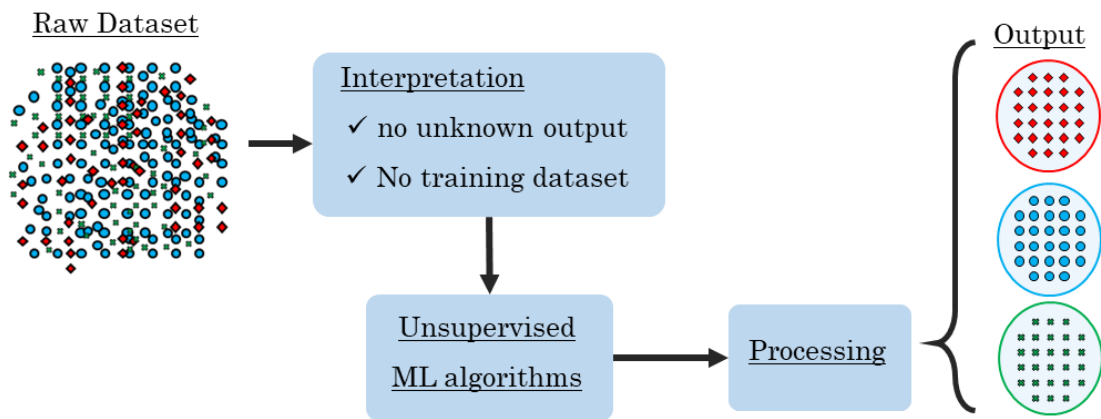 Raw Dataset
Interpretation
✓ no unknown output
✓ No training dataset
Unsupervised
ML algorithms
Processing
Output